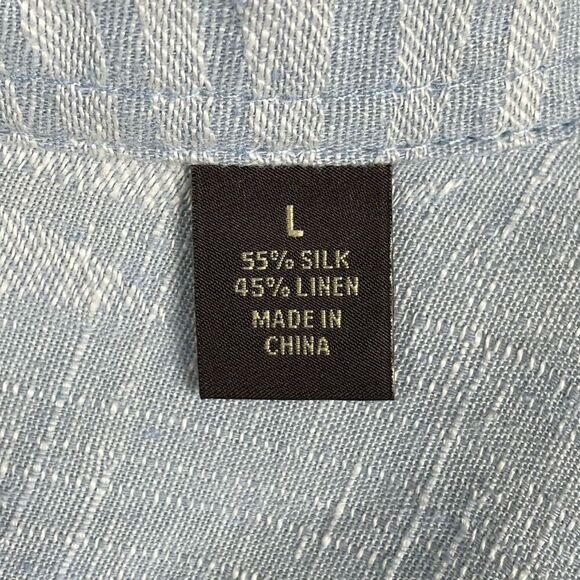 L
55% SILK
45% LINEN
MADE IN
CHINA